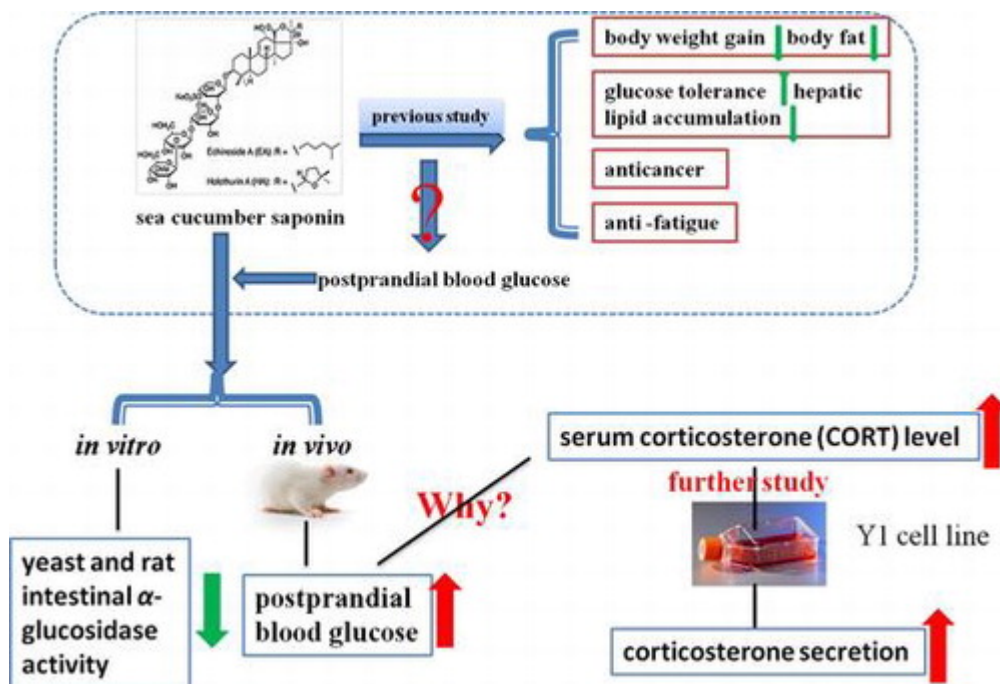 Echinoside A (EA) :R =
Holothurin A (HA) :R =
sea cucumber saponin
previous study
?
postprandial blood glucose
body weight gain body fat
glucose tolerance hepatic
lipid accumulation
anticancer
anti -fatigue
in vitro
in vivo
yeast and rat
intestinal α-
glucosidase
activity
postprandial
blood glucose
Why?
serum corticosterone (CORT) level
further study
Y1 cell line
corticosterone secretion